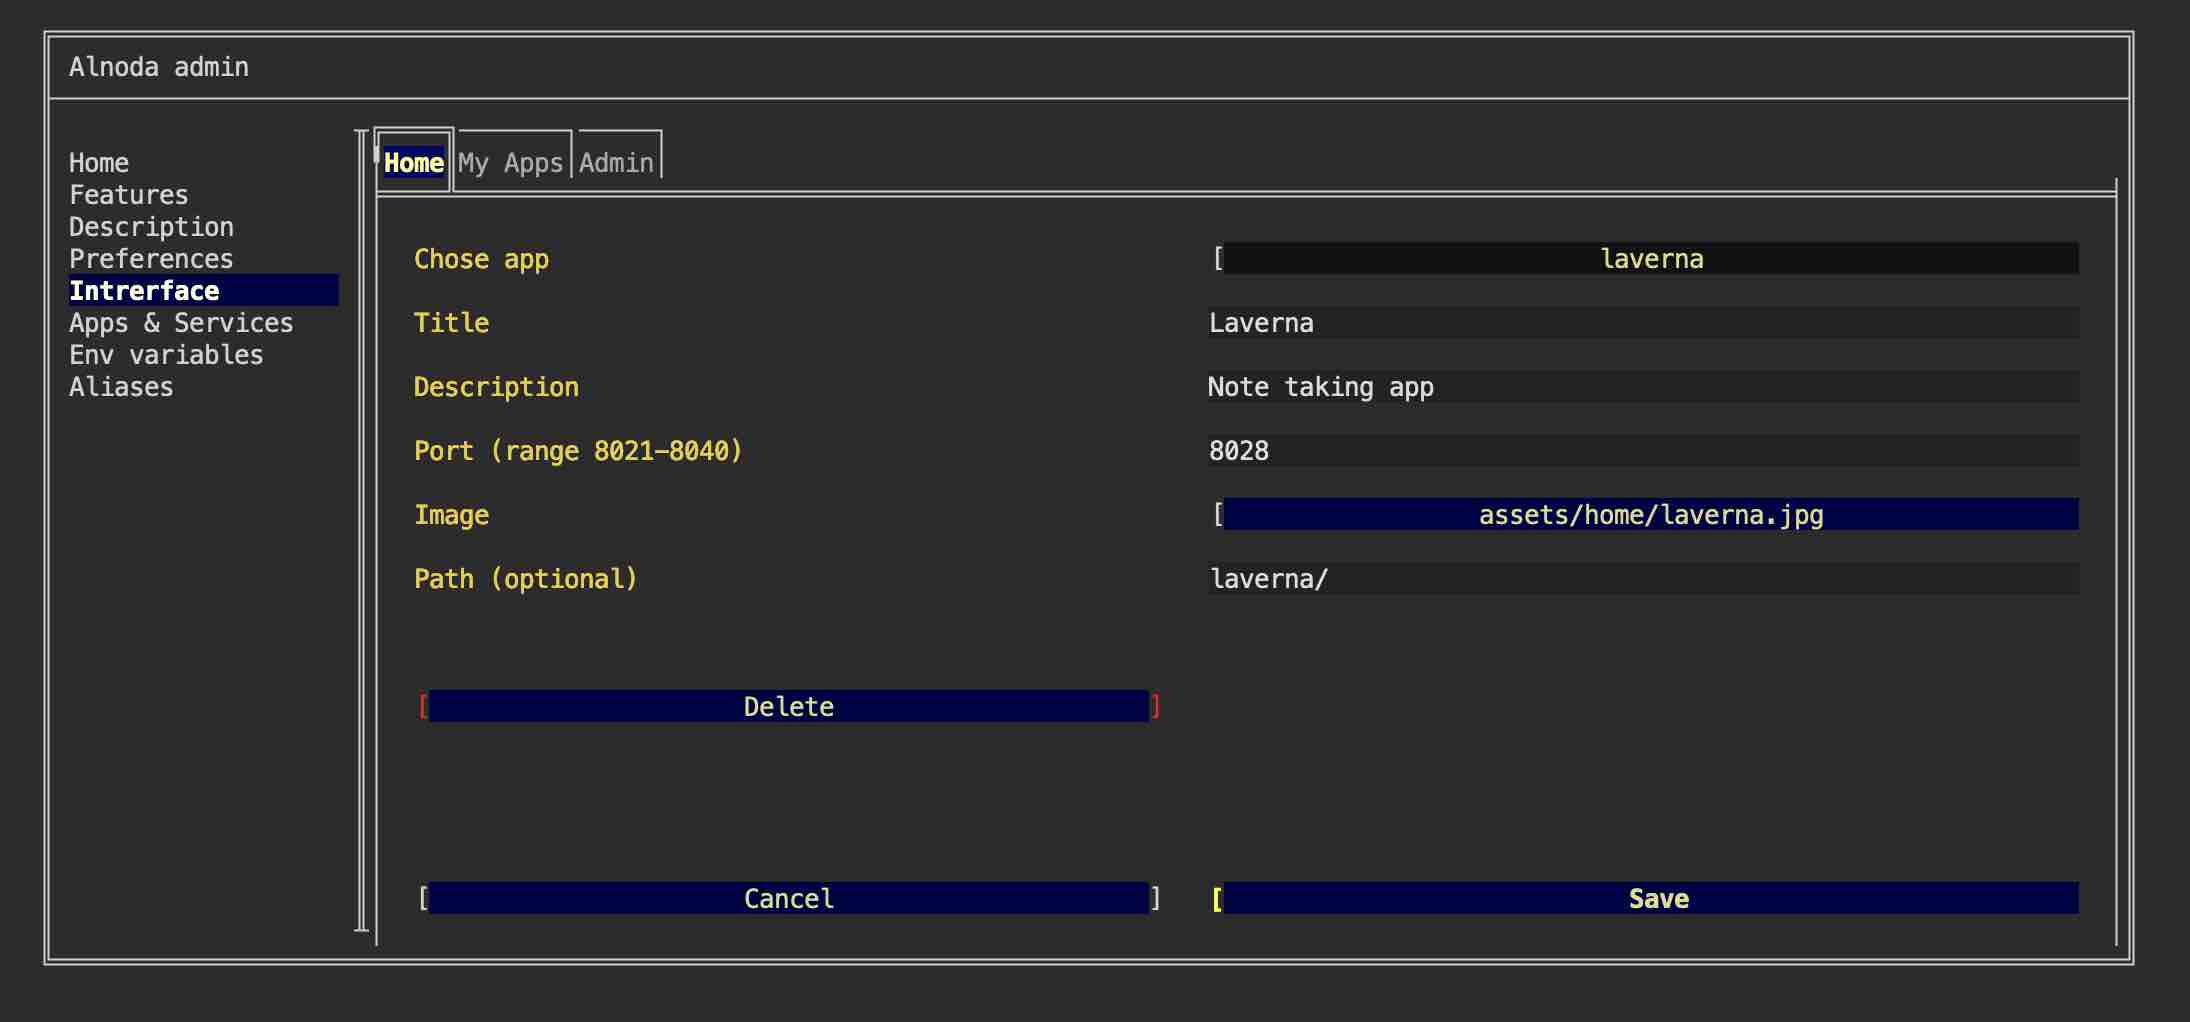 Alnoda admin
Home
Features
Description
Preferences
Intrerface
Apps & Services
Env variables
Aliases
Home My Apps Admin
Chose app [ laverna
Title Laverna
Description Note taking app
Port (range 8021-8040) 8028
Image [ assets/home/laverna.jpg
Path (optional) laverna/
[ Delete ]
[ Cancel ] [ Save